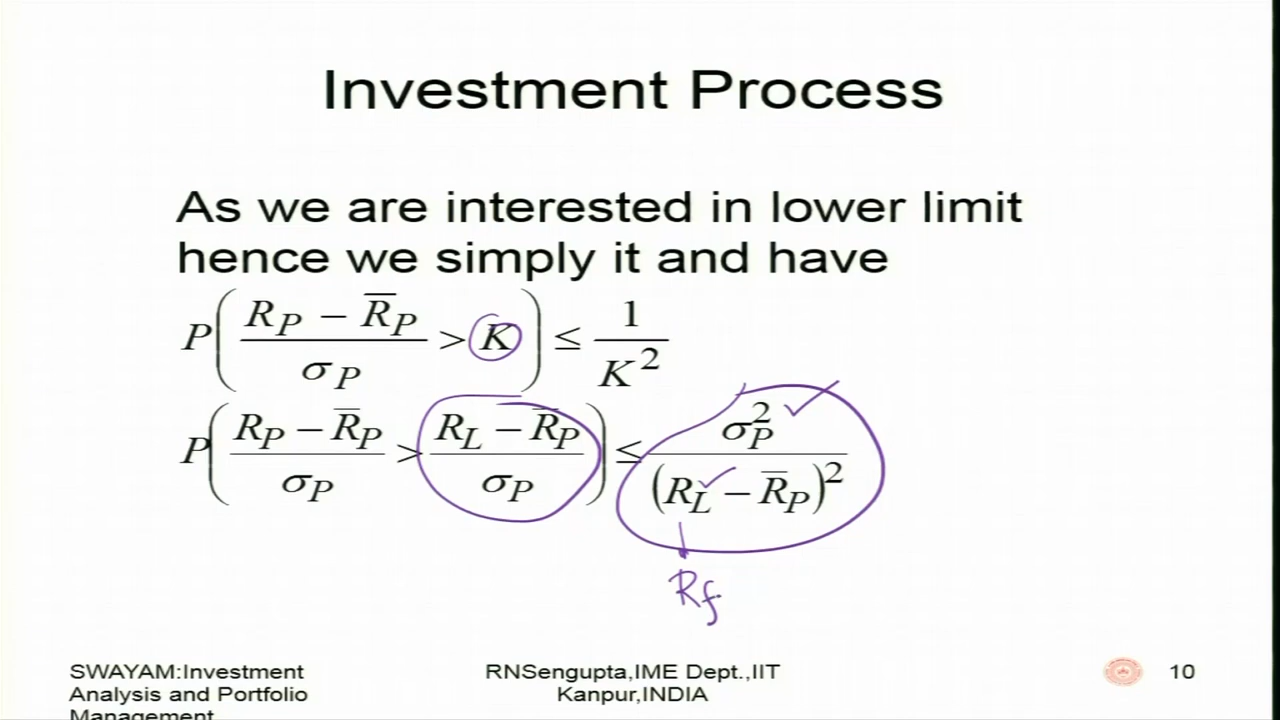 Investment Process
As we are interested in lower limit
hence we simply it and have
P( (R_P − R̄_P) / σ_P > K ) ≤ 1 / K²
P( (R_P − R̄_P) / σ_P > (R_L − R̄_P) / σ_P ) ≤ σ_P² / (R_L − R̄_P)²
Rf
SWAYAM:Investment
Analysis and Portfolio
Management
RNSengupta,IME Dept.,IIT
Kanpur,INDIA
10